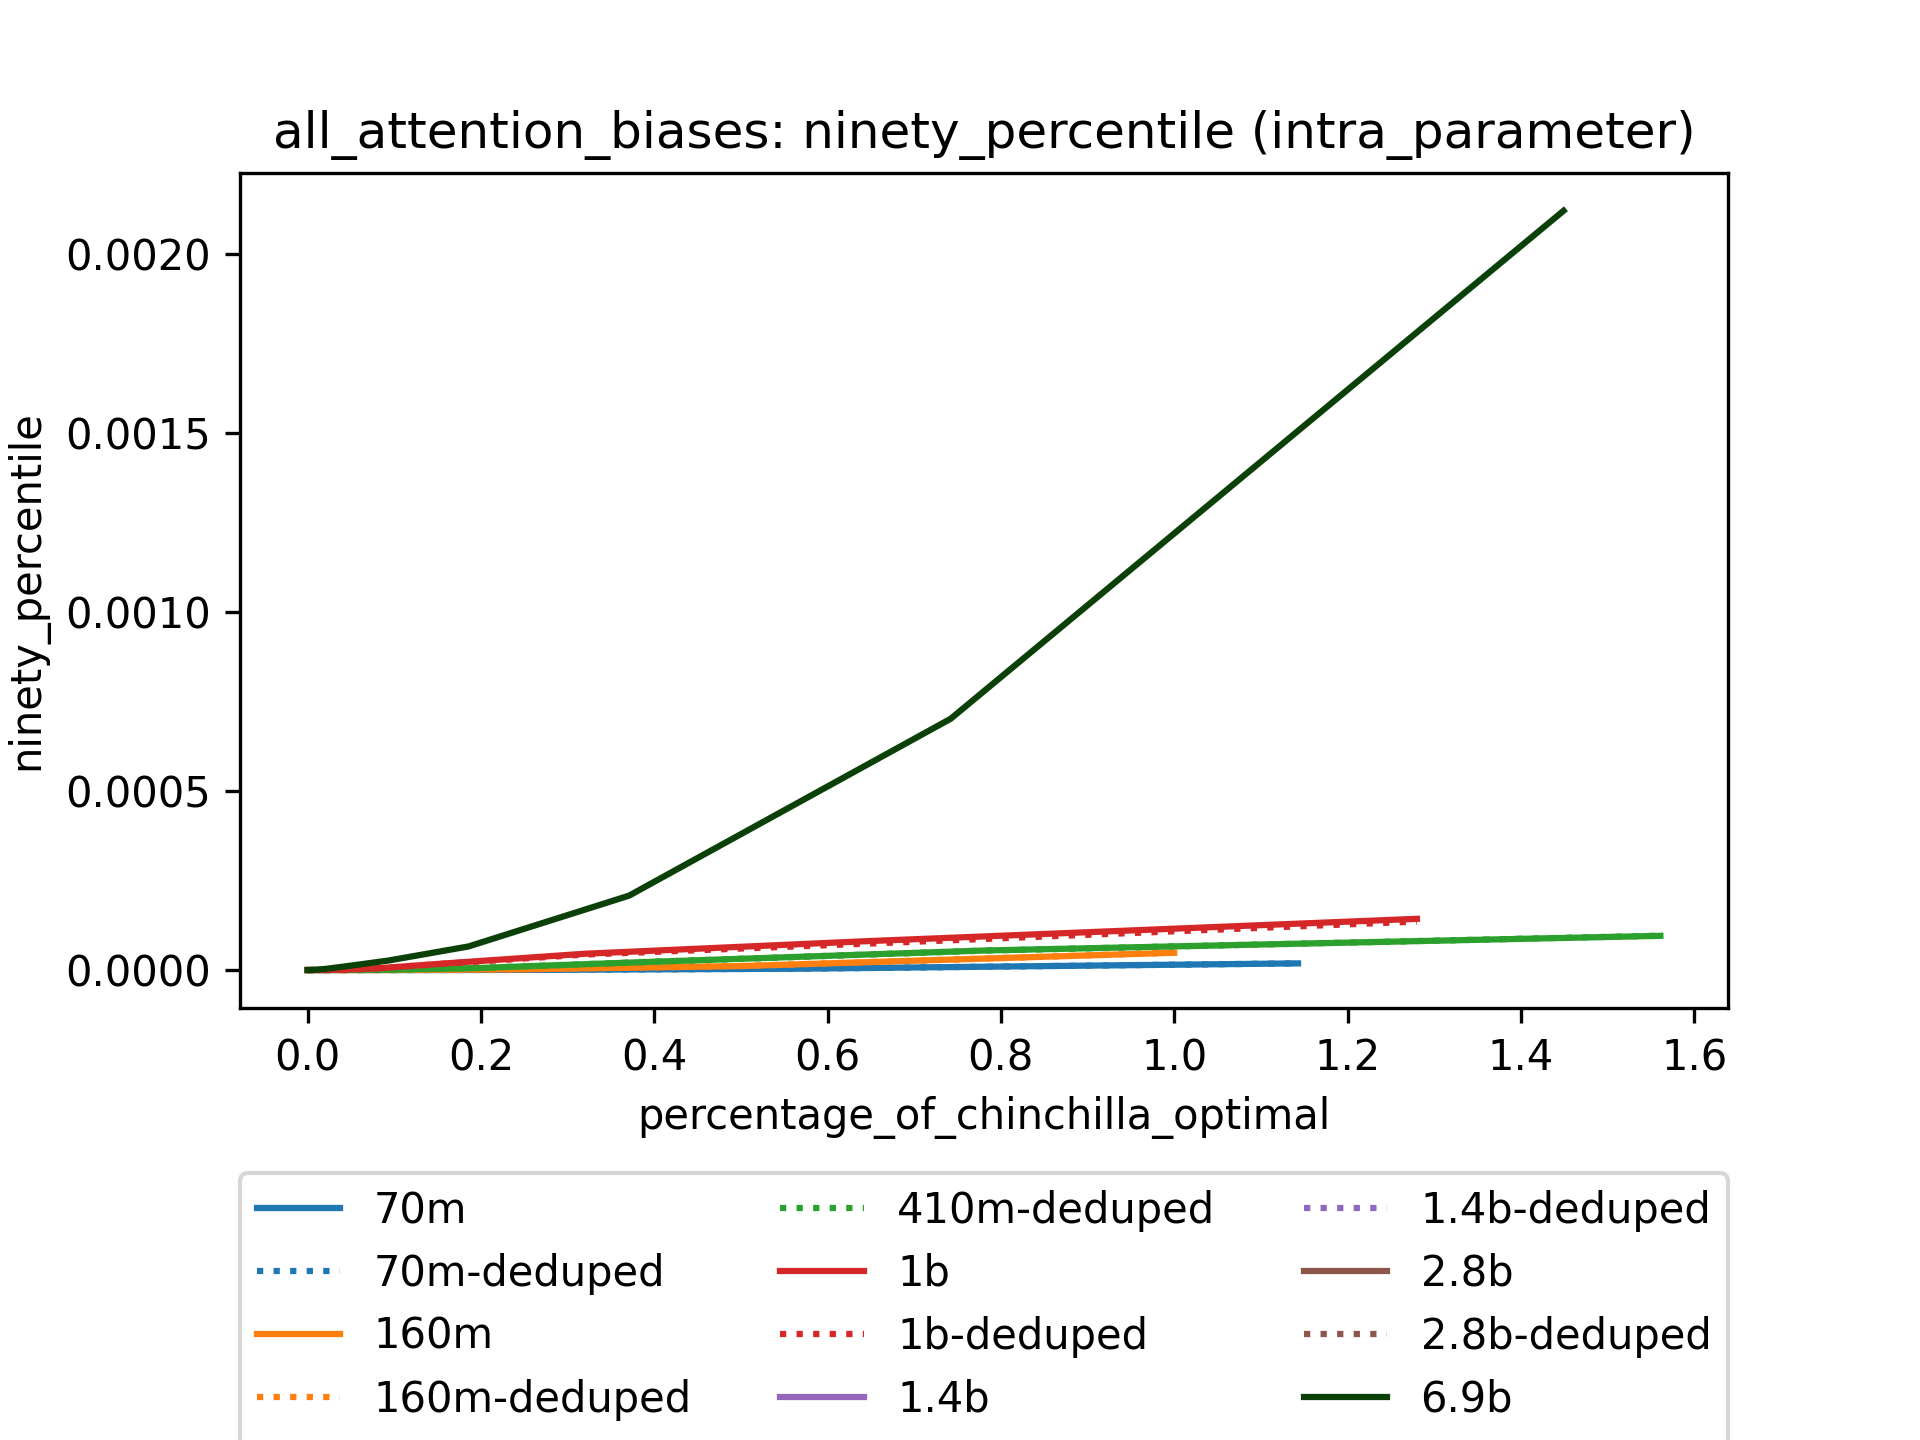 all_attention_biases: ninety_percentile (intra_parameter)
ninety_percentile
0.0020
0.0015
0.0010
0.0005
0.0000
0.0 0.2 0.4 0.6 0.8 1.0 1.2 1.4 1.6
percentage_of_chinchilla_optimal
70m 410m-deduped 1.4b-deduped
70m-deduped 1b 2.8b
160m 1b-deduped 2.8b-deduped
160m-deduped 1.4b 6.9b